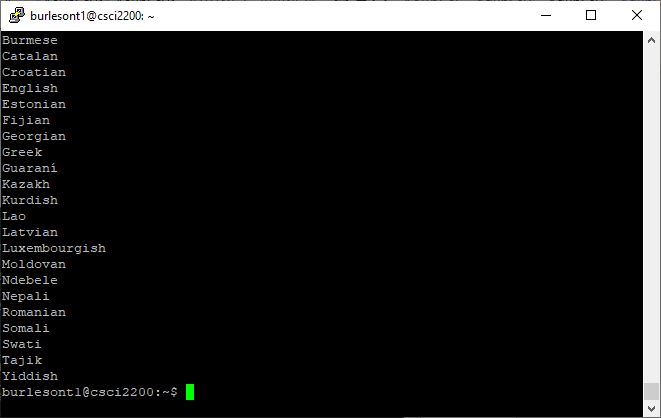 burlesont1@csci2200: ~
Burmese
Catalan
Croatian
English
Estonian
Fijian
Georgian
Greek
Guaraní
Kazakh
Kurdish
Lao
Latvian
Luxembourgish
Moldovan
Ndebele
Nepali
Romanian
Somali
Swati
Tajik
Yiddish
burlesont1@csci2200:~$